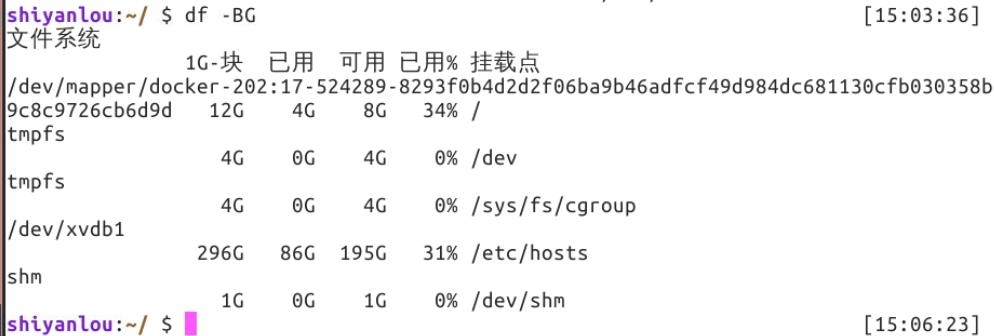 shiyanlou:~/ $ df -BG [15:03:36]
文件系统
1G-块 已用 可用 已用% 挂载点
/dev/mapper/docker-202:17-524289-8293f0b4d2d2f06ba9b46adfcf49d984dc681130cfb030358b
9c8c9726cb6d9d 12G 4G 8G 34% /
tmpfs
4G 0G 4G 0% /dev
tmpfs
4G 0G 4G 0% /sys/fs/cgroup
/dev/xvdb1
296G 86G 195G 31% /etc/hosts
shm
1G 0G 1G 0% /dev/shm
shiyanlou:~/ $ [15:06:23]